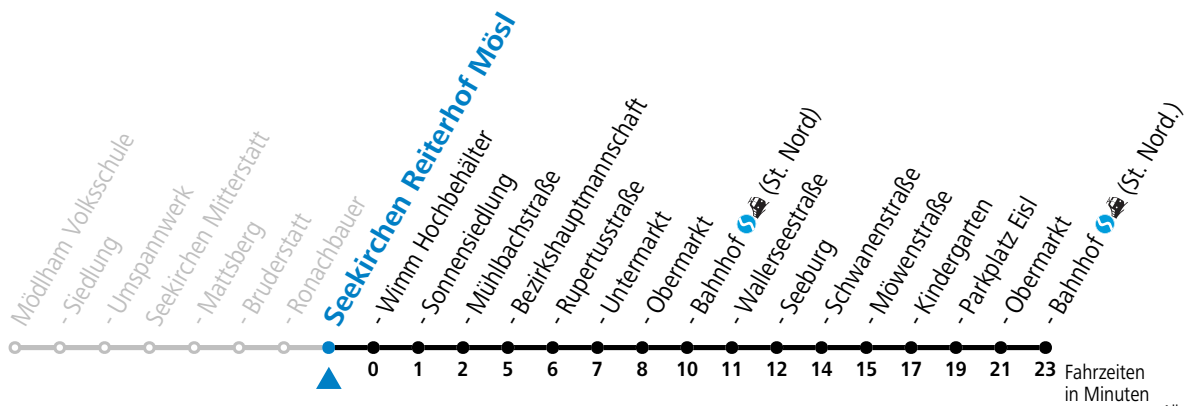 Mödlham Volksschule
- Siedlung
- Umspannwerk
Seekirchen Mitterstatt
- Mattsberg
- Bruderstatt
- Ronachbauer
Seekirchen Reiterhof Mösl
- Wimm Hochbehälter
- Sonnensiedlung
- Mühlbachstraße
- Bezirkshauptmannschaft
- Rupertusstraße
- Untermarkt
- Obermarkt
- Bahnhof (St. Nord)
- Wallerseestraße
- Seeburg
- Schwanenstraße
- Möwenstraße
- Kindergarten
- Parkplatz Eisl
- Obermarkt
- Bahnhof (St. Nord.)
0 1 2 5 6 7 8 10 11 12 14 15 17 19 21 23 Fahrzeiten
in Minuten